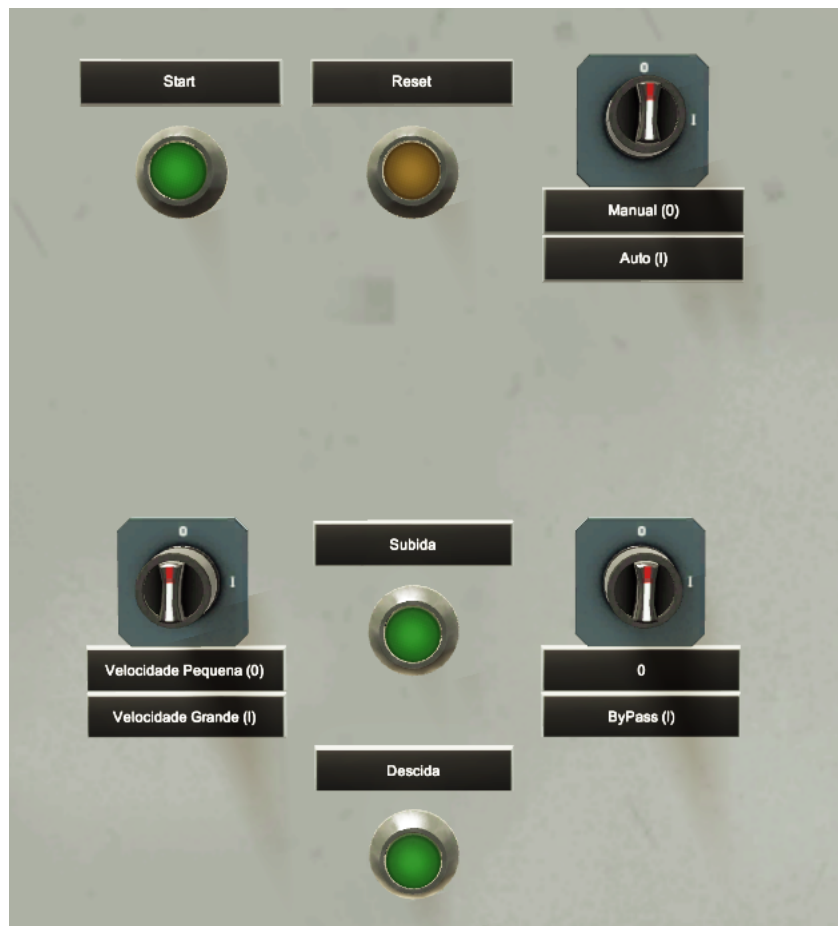 Start
Reset
0
I
Manual (0)
Auto (I)
0
I
Velocidade Pequena (0)
Velocidade Grande (I)
Subida
0
I
0
ByPass (I)
Descida